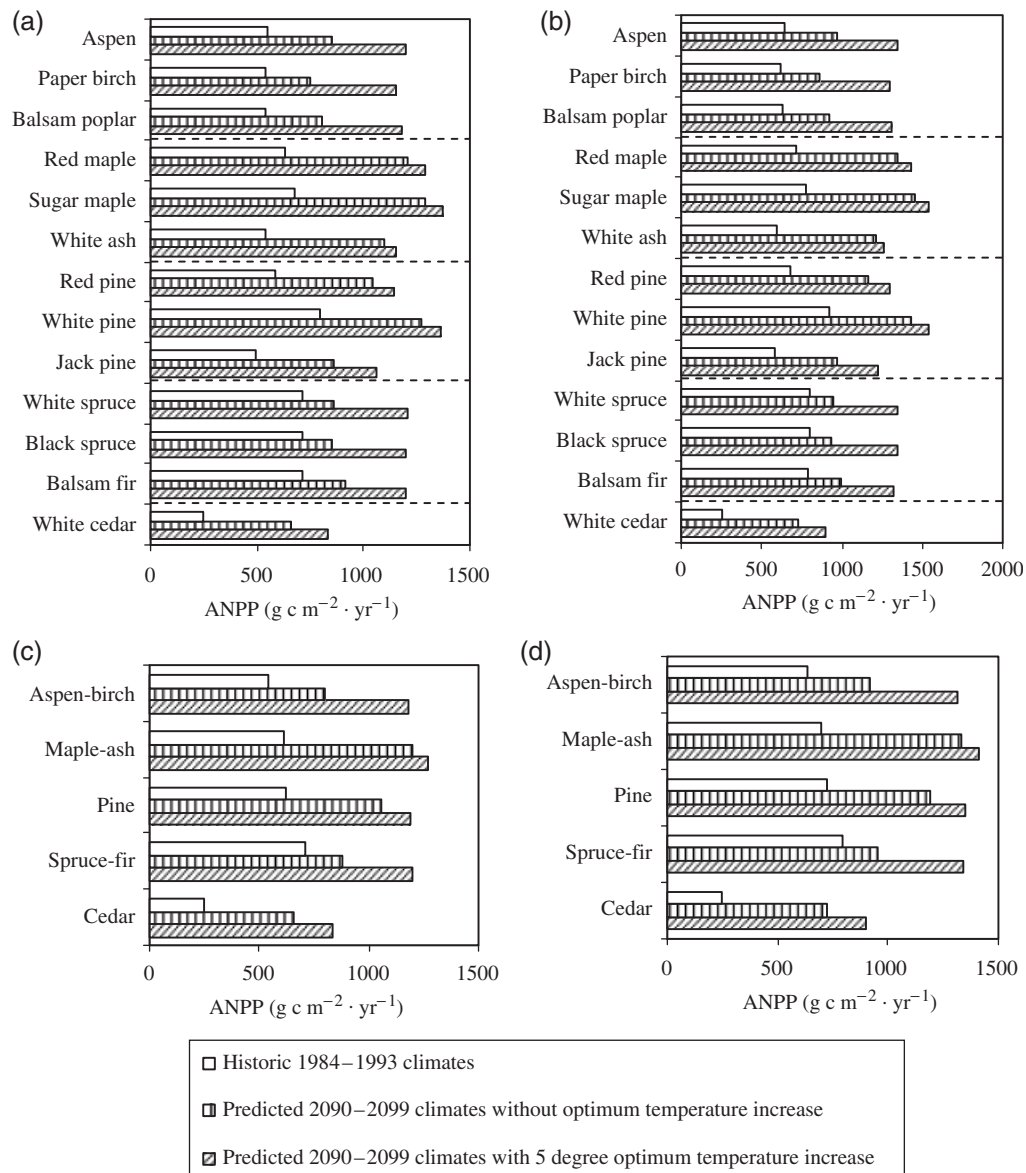 (a)
Aspen
Paper birch
Balsam poplar
Red maple
Sugar maple
White ash
Red pine
White pine
Jack pine
White spruce
Black spruce
Balsam fir
White cedar
0 500 1000 1500
ANPP (g c m⁻² · yr⁻¹)
(b)
Aspen
Paper birch
Balsam poplar
Red maple
Sugar maple
White ash
Red pine
White pine
Jack pine
White spruce
Black spruce
Balsam fir
White cedar
0 500 1000 1500 2000
ANPP (g c m⁻² · yr⁻¹)
(c)
Aspen-birch
Maple-ash
Pine
Spruce-fir
Cedar
0 500 1000 1500
ANPP (g c m⁻² · yr⁻¹)
(d)
Aspen-birch
Maple-ash
Pine
Spruce-fir
Cedar
0 500 1000 1500
ANPP (g c m⁻² · yr⁻¹)
Historic 1984–1993 climates
Predicted 2090–2099 climates without optimum temperature increase
Predicted 2090–2099 climates with 5 degree optimum temperature increase